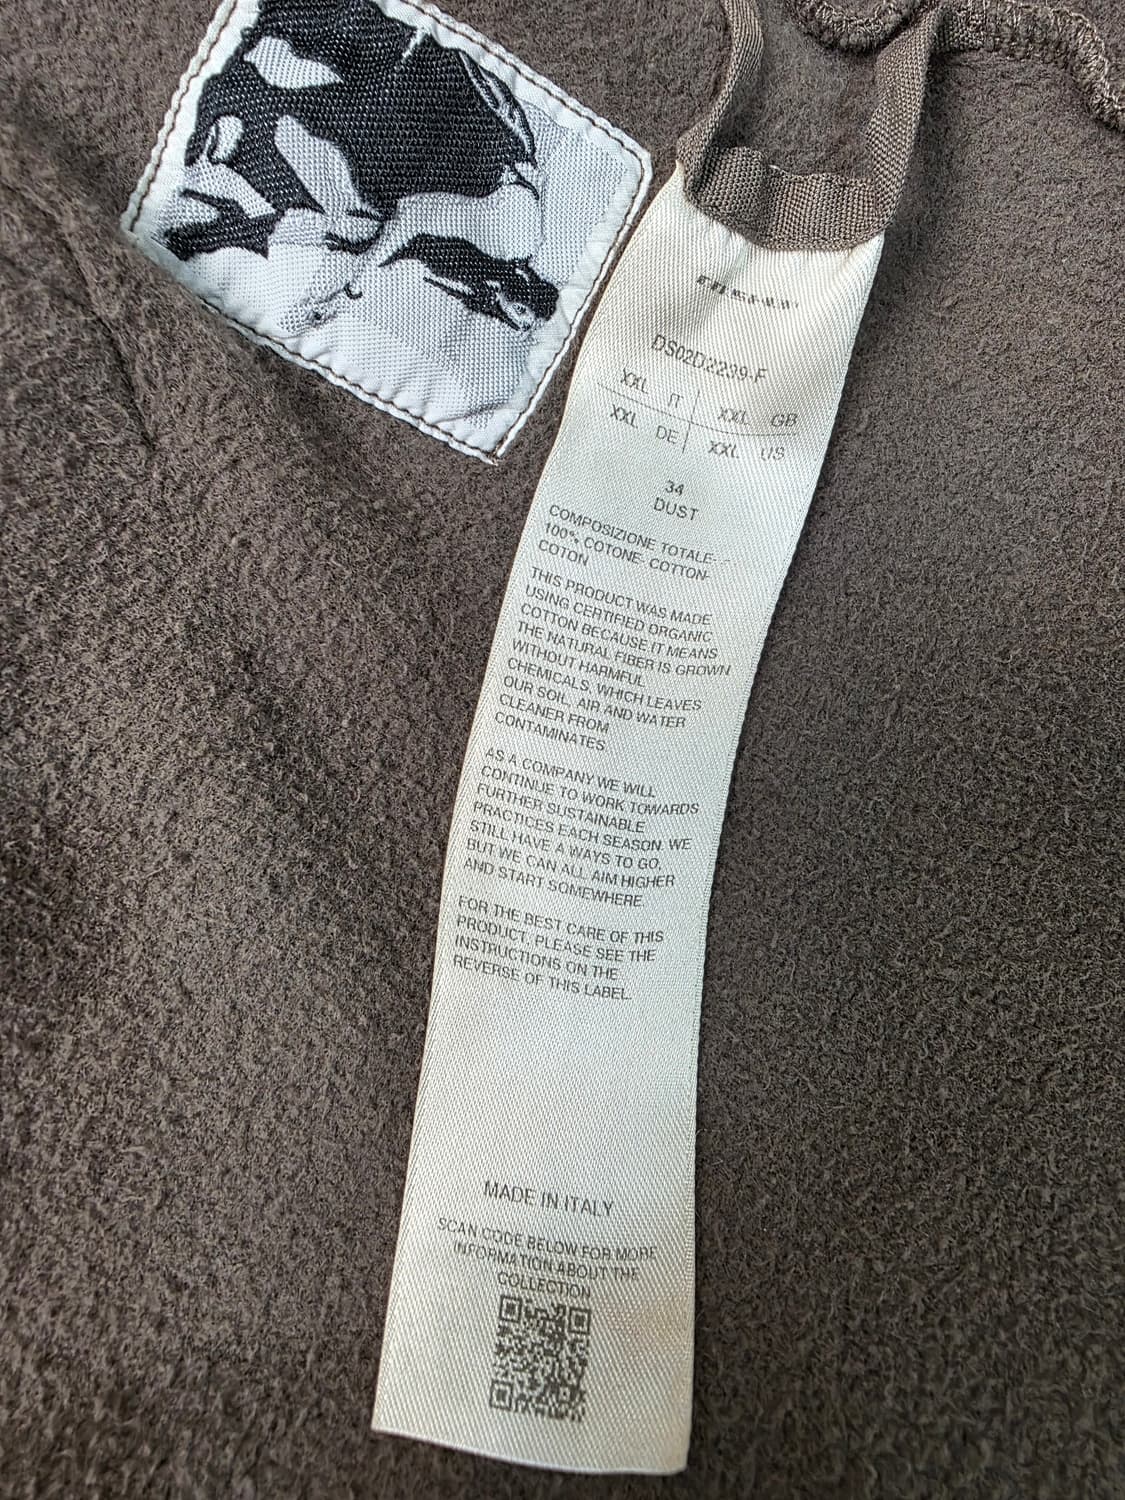 DS02D2239-F
XXL IT XXL GB
XXL DE XXL US
34
DUST
COMPOSIZIONE TOTALE-
100% COTONE- COTTON-
COTON
THIS PRODUCT WAS MADE
USING CERTIFIED ORGANIC
COTTON BECAUSE IT MEANS
THE NATURAL FIBER IS GROWN
WITHOUT HARMFUL
CHEMICALS, WHICH LEAVES
OUR SOIL, AIR AND WATER
CLEANER FROM
CONTAMINATES
AS A COMPANY WE WILL
CONTINUE TO WORK TOWARDS
FURTHER SUSTAINABLE
PRACTICES EACH SEASON. WE
STILL HAVE A WAYS TO GO,
BUT WE CAN ALL AIM HIGHER
AND START SOMEWHERE.
FOR THE BEST CARE OF THIS
PRODUCT, PLEASE SEE THE
INSTRUCTIONS ON THE
REVERSE OF THIS LABEL.
MADE IN ITALY
SCAN CODE BELOW FOR MORE
INFORMATION ABOUT THE
COLLECTION